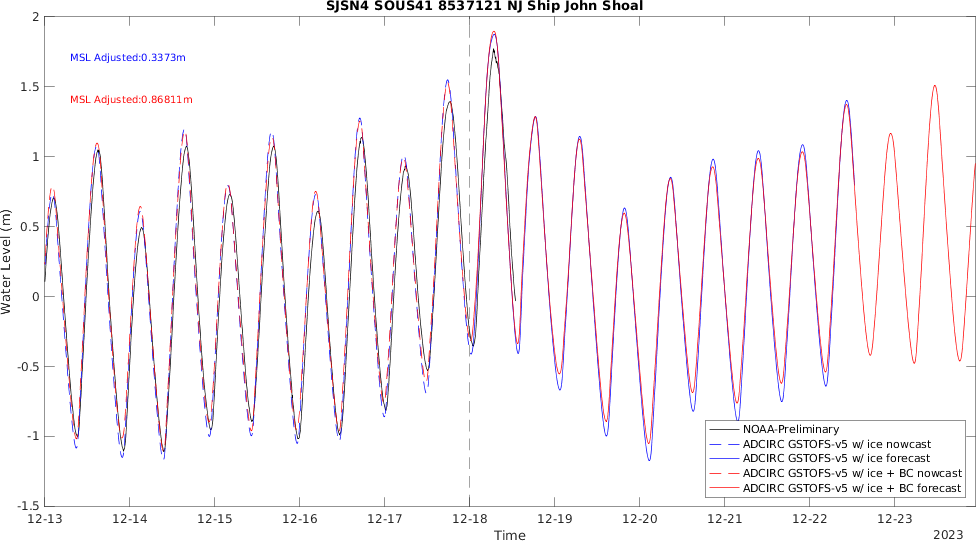 SJSN4 SOUS41 8537121 NJ Ship John Shoal
MSL Adjusted:0.3373m
MSL Adjusted:0.86811m
Water Level (m)
2
1.5
1
0.5
0
-0.5
-1
-1.5
NOAA-Preliminary
ADCIRC GSTOFS-v5 w/ ice nowcast
ADCIRC GSTOFS-v5 w/ ice forecast
ADCIRC GSTOFS-v5 w/ ice + BC nowcast
ADCIRC GSTOFS-v5 w/ ice + BC forecast
12-13 12-14 12-15 12-16 12-17 12-18 12-19 12-20 12-21 12-22 12-23
Time
2023